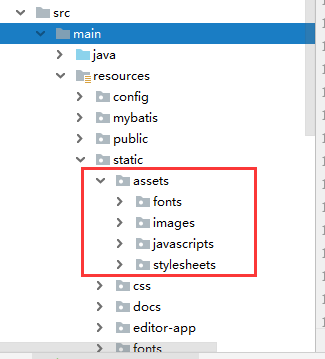 src
main
java
resources
config
mybatis
public
static
assets
fonts
images
javascripts
stylesheets
css
docs
editor-app
fonts